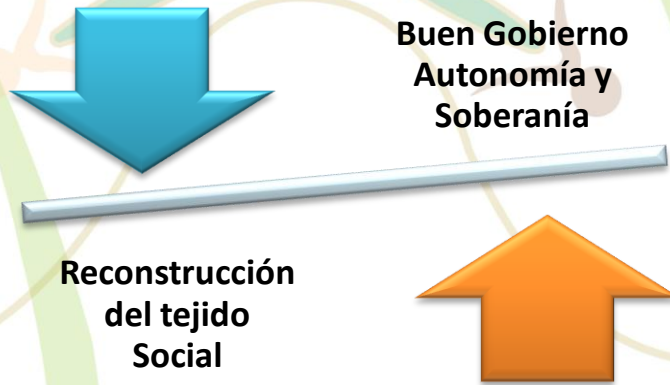 Buen Gobierno
Autonomía y
Soberanía
Reconstrucción
del tejido
Social